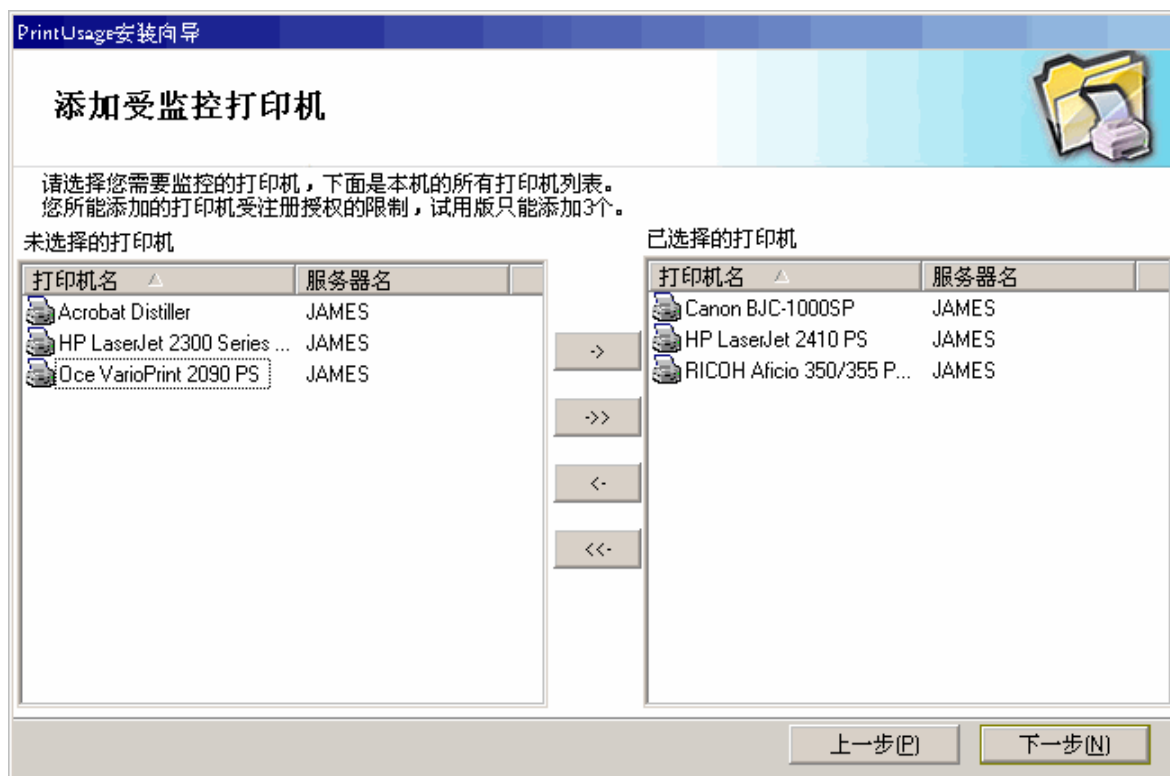 PrintUsage安装向导
添加受监控打印机
请选择您需要监控的打印机，下面是本机的所有打印机列表。
您所能添加的打印机受注册授权的限制，试用版只能添加3个。
未选择的打印机
打印机名 服务器名
Acrobat Distiller JAMES
HP LaserJet 2300 Series ... JAMES
Oce VarioPrint 2090 PS JAMES
->
->>
<-
<<-
已选择的打印机
打印机名 服务器名
Canon BJC-1000SP JAMES
HP LaserJet 2410 PS JAMES
RICOH Aficio 350/355 P... JAMES
上一步(P) 下一步(N)